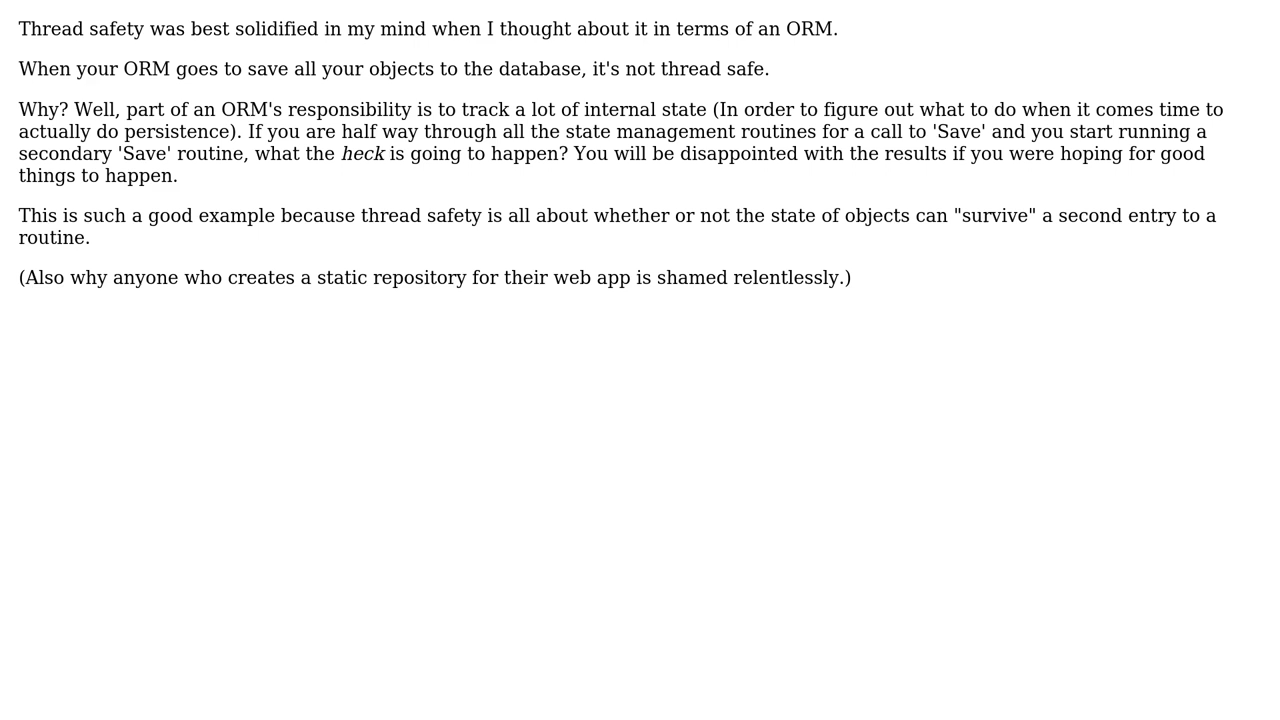 Thread safety was best solidified in my mind when I thought about it in terms of an ORM.
When your ORM goes to save all your objects to the database, it's not thread safe.
Why? Well, part of an ORM's responsibility is to track a lot of internal state (In order to figure out what to do when it comes time to
actually do persistence). If you are half way through all the state management routines for a call to 'Save' and you start running a
secondary 'Save' routine, what the heck is going to happen? You will be disappointed with the results if you were hoping for good
things to happen.
This is such a good example because thread safety is all about whether or not the state of objects can "survive" a second entry to a
routine.
(Also why anyone who creates a static repository for their web app is shamed relentlessly.)